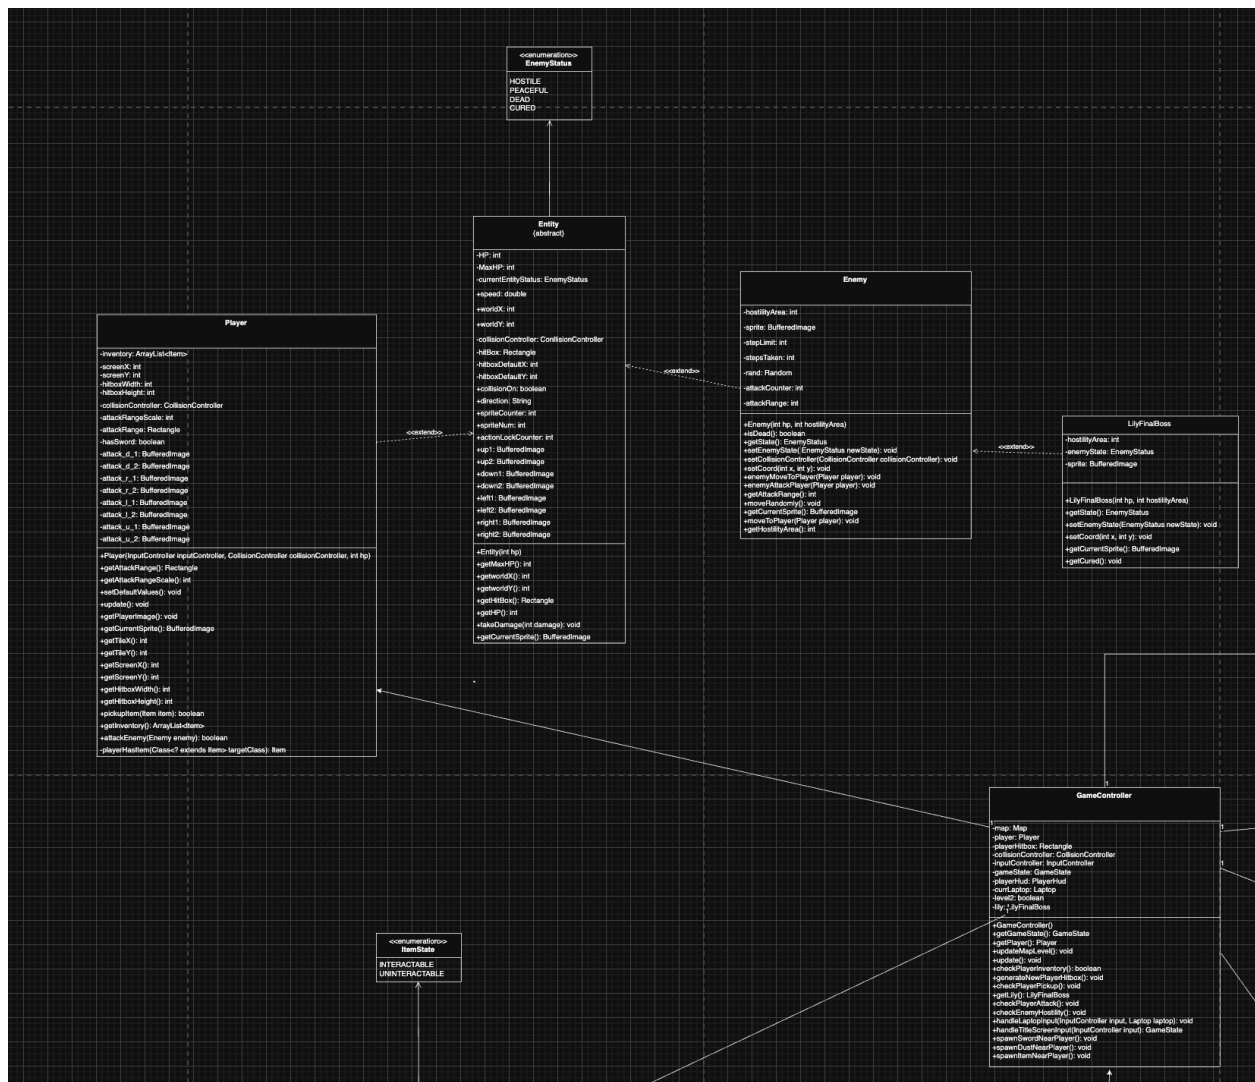 <<enumeration>>
EnemyStatus
HOSTILE
PEACEFUL
DEAD
CURED
Entity
{abstract}
-HP: int
-MaxHP: int
-currentEntityStatus: EnemyStatus
+speed: double
+worldX: int
+worldY: int
-collisionController: ConllisionController
-hitBox: Rectangle
-hitboxDefaultX: int
-hitboxDefaultY: int
+collisionOn: boolean
+direction: String
+spriteCounter: int
+spriteNum: int
+actionLockCounter: int
+up1: BufferedImage
+up2: BufferedImage
+down1: BufferedImage
+down2: BufferedImage
+left1: BufferedImage
+left2: BufferedImage
+right1: BufferedImage
+right2: BufferedImage
+Entity(int hp)
+getMaxHP(): int
+getworldX(): int
+getworldY(): int
+getHitBox(): Rectangle
+getHP(): int
+takeDamage(int damage): void
+getCurrentSprite(): BufferedImage
Enemy
-hostilityArea: int
-sprite: BufferedImage
-stepLimit: int
-stepsTaken: int
-rand: Random
-attackCounter: int
-attackRange: int
+Enemy(int hp, int hostilityArea)
+isDead(): boolean
+getState(): EnemyStatus
+setEnemyState( EnemyStatus newState): void
+setCollisionController(CollisionController collisionController): void
+setCoord(int x, int y): void
+enemyMoveToPlayer(Player player): void
+enemyAttackPlayer(Player player): void
+getAttackRange(): int
+moveRandomly(): void
+getCurrentSprite(): BufferedImage
+moveToPlayer(Player player): void
+getHostilityArea(): int
<<extend>>
<<extend>>
<<extend>>
LilyFinalBoss
-hostilityArea: int
-enemyState: EnemyStatus
-sprite: BufferedImage
+LilyFinalBoss(int hp, int hostilityArea)
+getState(): EnemyStatus
+setEnemyState(EnemyStatus newState): void
+setCoord(int x, int y): void
+getCurrentSprite(): BufferedImage
+getCured(): void
Player
-inventory: ArrayList<Item>
-screenX: int
-screenY: int
-hitboxWidth: int
-hitboxHeight: int
-collisionController: CollisionController
-attackRangeScale: int
-attackRange: Rectangle
-hasSword: boolean
-attack_d_1: BufferedImage
-attack_d_2: BufferedImage
-attack_r_1: BufferedImage
-attack_r_2: BufferedImage
-attack_l_1: BufferedImage
-attack_l_2: BufferedImage
-attack_u_1: BufferedImage
-attack_u_2: BufferedImage
+Player(InputController inputController, CollisionController collisionController, int hp)
+getAttackRange(): Rectangle
+getAttackRangeScale(): int
+setDefaultValues(): void
+update(): void
+getPlayerImage(): void
+getCurrentSprite(): BufferedImage
+getTileX(): int
+getTileY(): int
+getScreenX(): int
+getScreenY(): int
+getHitboxWidth(): int
+getHitboxHeight(): int
+pickupItem(Item item): boolean
+getInventory(): ArrayList<Item>
+attackEnemy(Enemy enemy): boolean
-playerHasItem(Class<? extends Item> targetClass): Item
1
GameController
1
1
1
1
-map: Map
-player: Player
-playerHitbox: Rectangle
-collisionController: CollisionController
-inputController: InputController
-gameState: GameState
-playerHud: PlayerHud
-currLaptop: Laptop
-level2: boolean
-lily: LilyFinalBoss
+GameController()
+getGameState(): GameState
+getPlayer(): Player
+updateMapLevel(): void
+update(): void
+checkPlayerInventory(): boolean
+generateNewPlayerHitbox(): void
+checkPlayerPickup(): void
+getLily(): LilyFinalBoss
+checkPlayerAttack(): void
+checkEnemyHostility(): void
+handleLaptopInput(InputController input, Laptop laptop): void
+handleTitleScreenInput(InputController input): GameState
+spawnSwordNearPlayer(): void
+spawnDustNearPlayer(): void
+spawnItemNearPlayer(): void
<<enumeration>>
ItemState
INTERACTABLE
UNINTERACTABLE